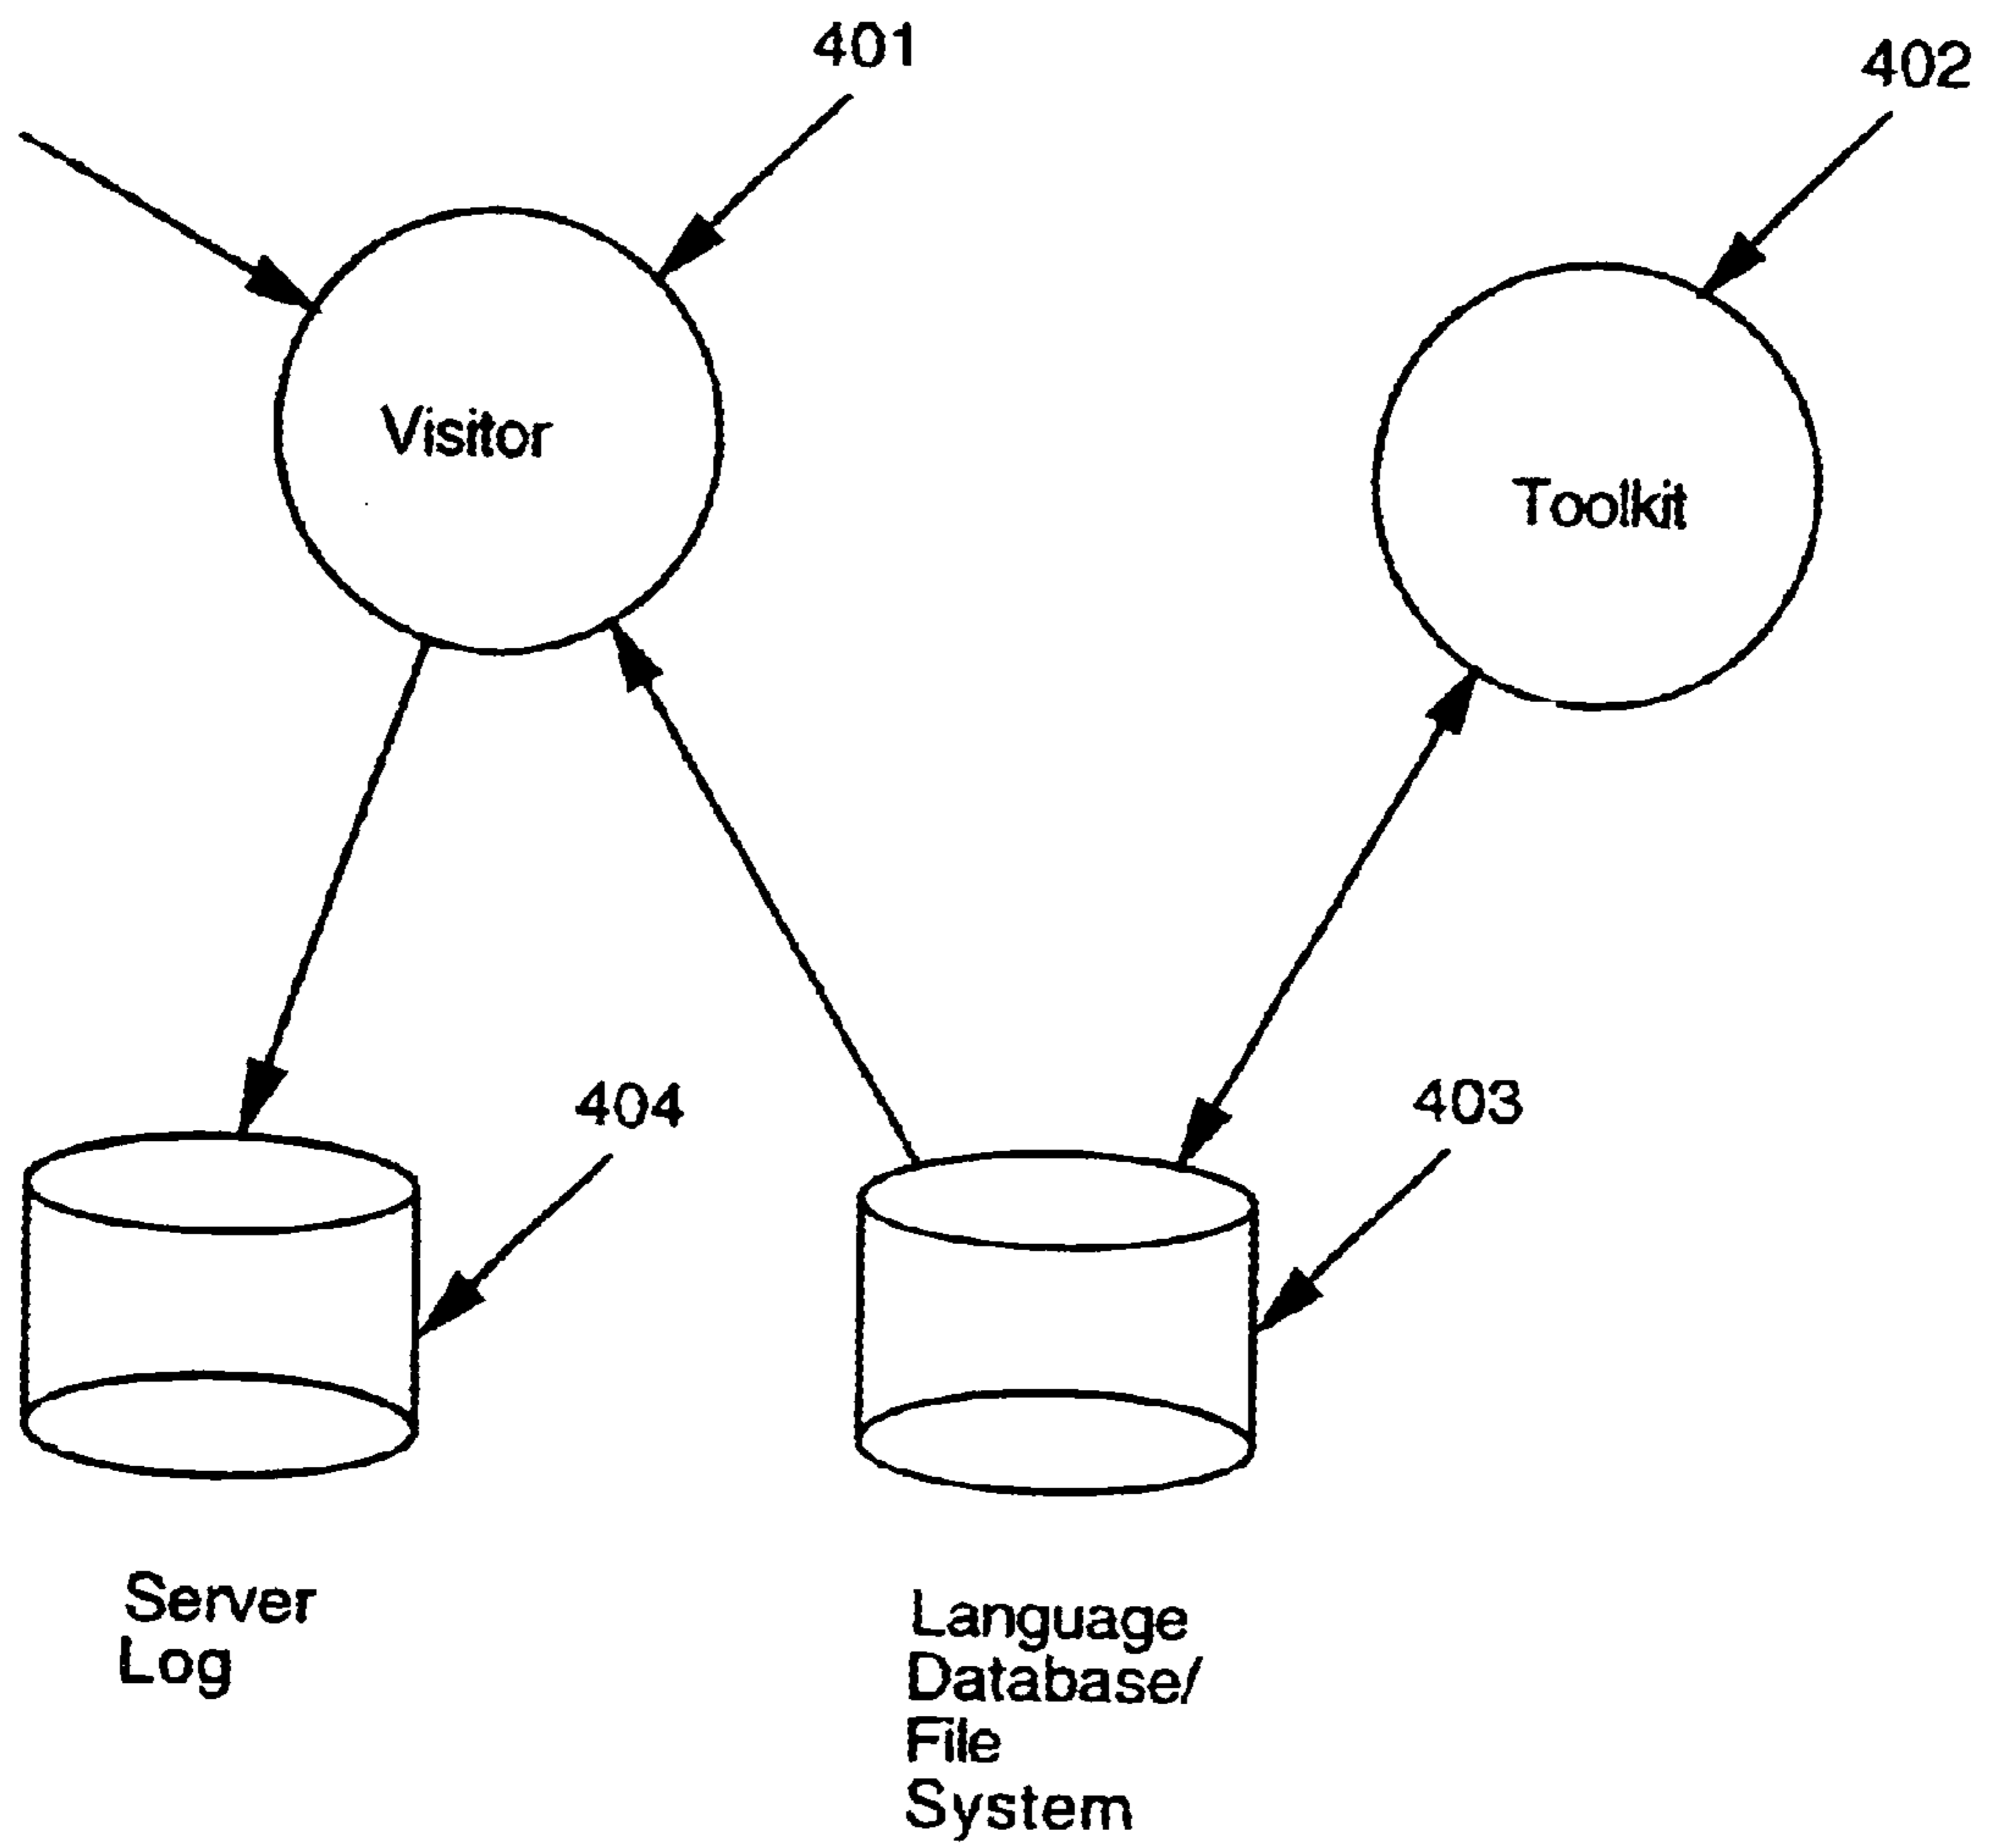 401
402
Visitor
Toolkit
404
403
Server
Log
Language
Database/
File
System